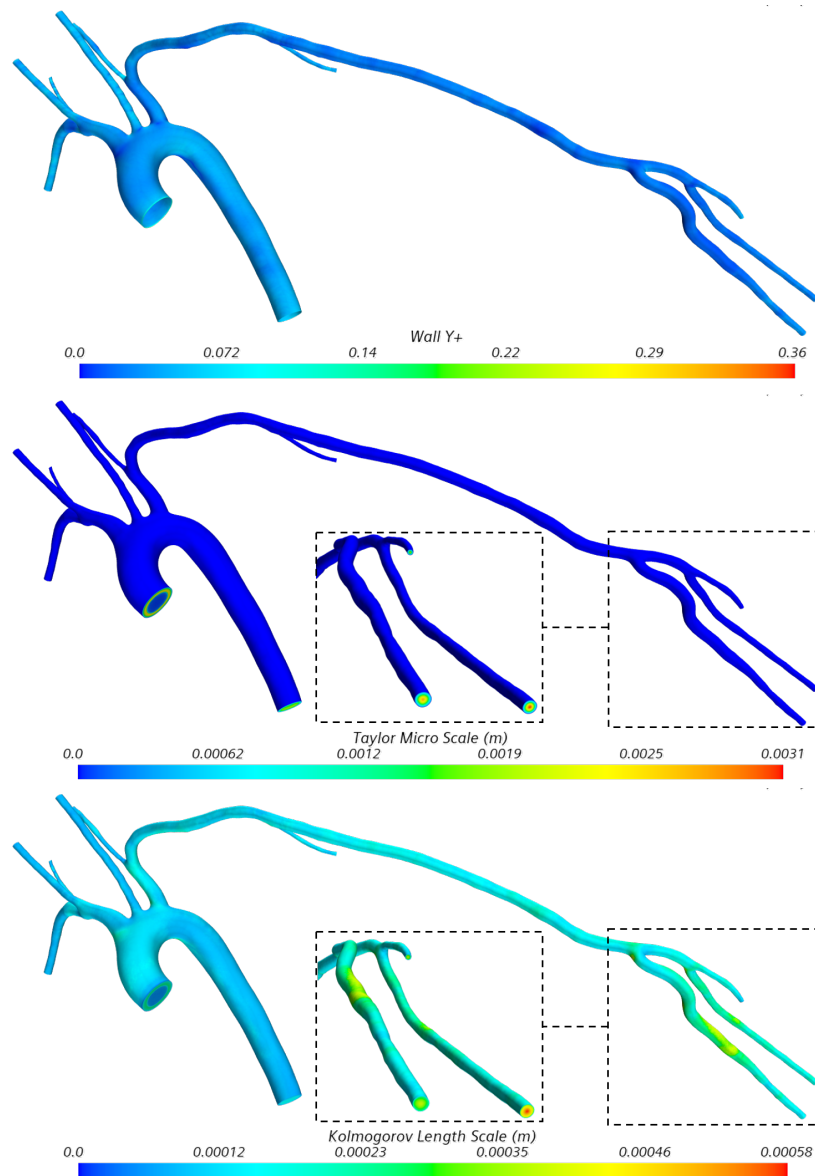 Wall Y+
0.0 0.072 0.14 0.22 0.29 0.36
Taylor Micro Scale (m)
0.0 0.00062 0.0012 0.0019 0.0025 0.0031
Kolmogorov Length Scale (m)
0.0 0.00012 0.00023 0.00035 0.00046 0.00058